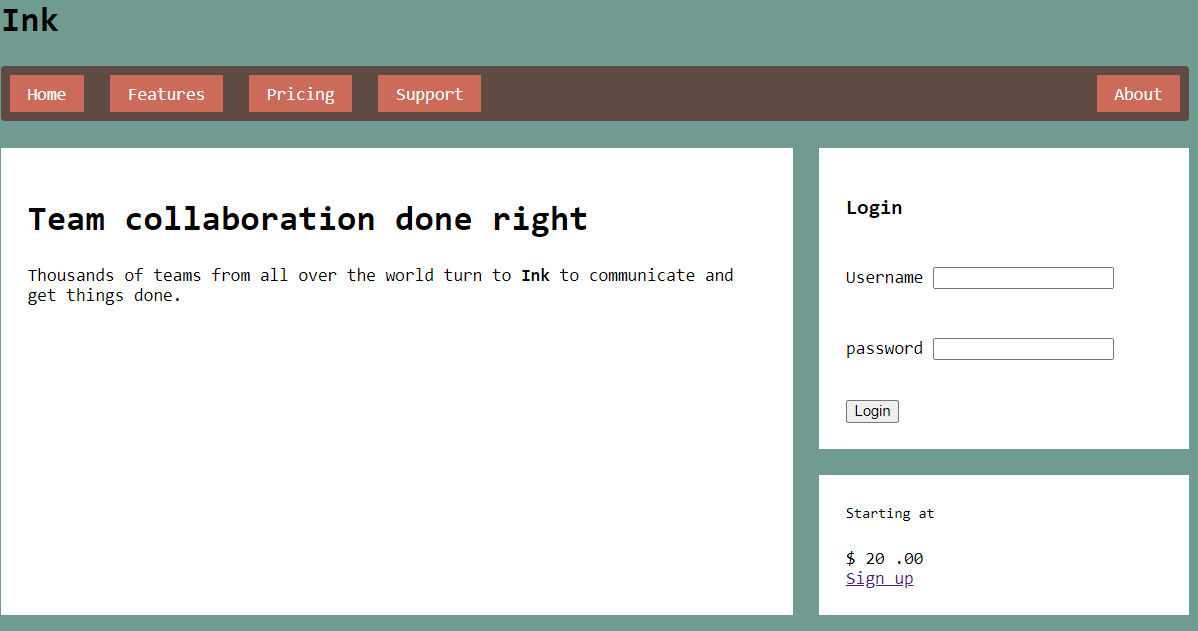 Ink
Home Features Pricing Support About
Team collaboration done right
Thousands of teams from all over the world turn to Ink to communicate and
get things done.
Login
Username
password
Login
Starting at
$ 20 .00
Sign up